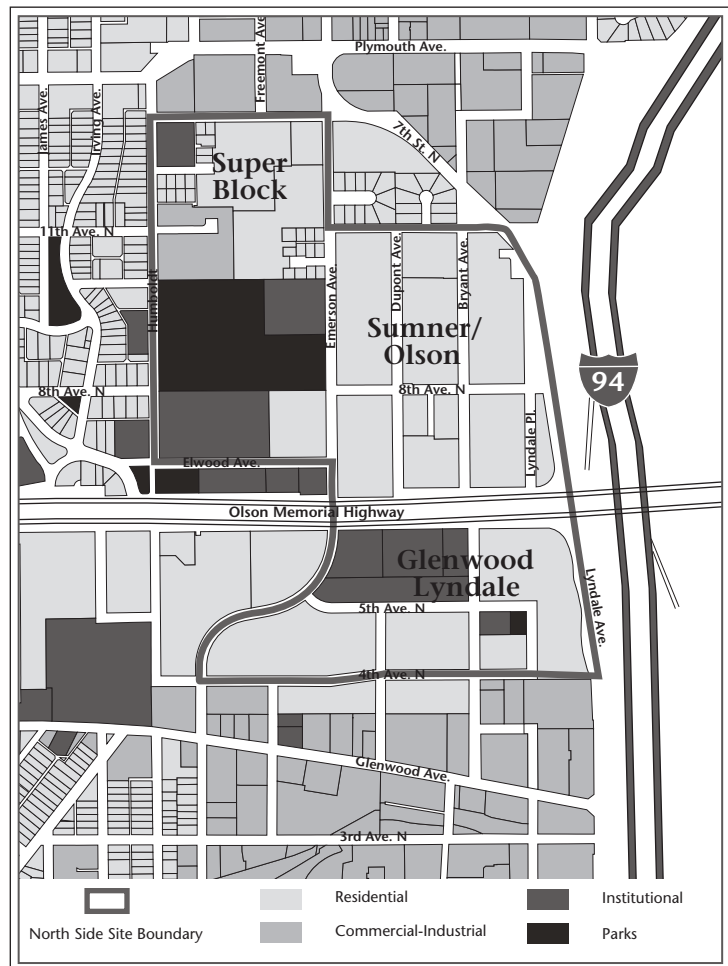 Plymouth Ave.
Freemont Ave.
James Ave.
Irving Ave.
7th St. N
Super
Block
11th Ave. N
Humboldt
Emerson Ave.
Dupont Ave.
Bryant Ave.
Sumner/
Olson
94
8th Ave. N
8th Ave. N
Lyndale Pl.
Elwood Ave.
Olson Memorial Highway
Glenwood
Lyndale
5th Ave. N
Lyndale Ave.
4th Ave. N
Glenwood Ave.
3rd Ave. N
North Side Site Boundary
Residential
Commercial-Industrial
Institutional
Parks